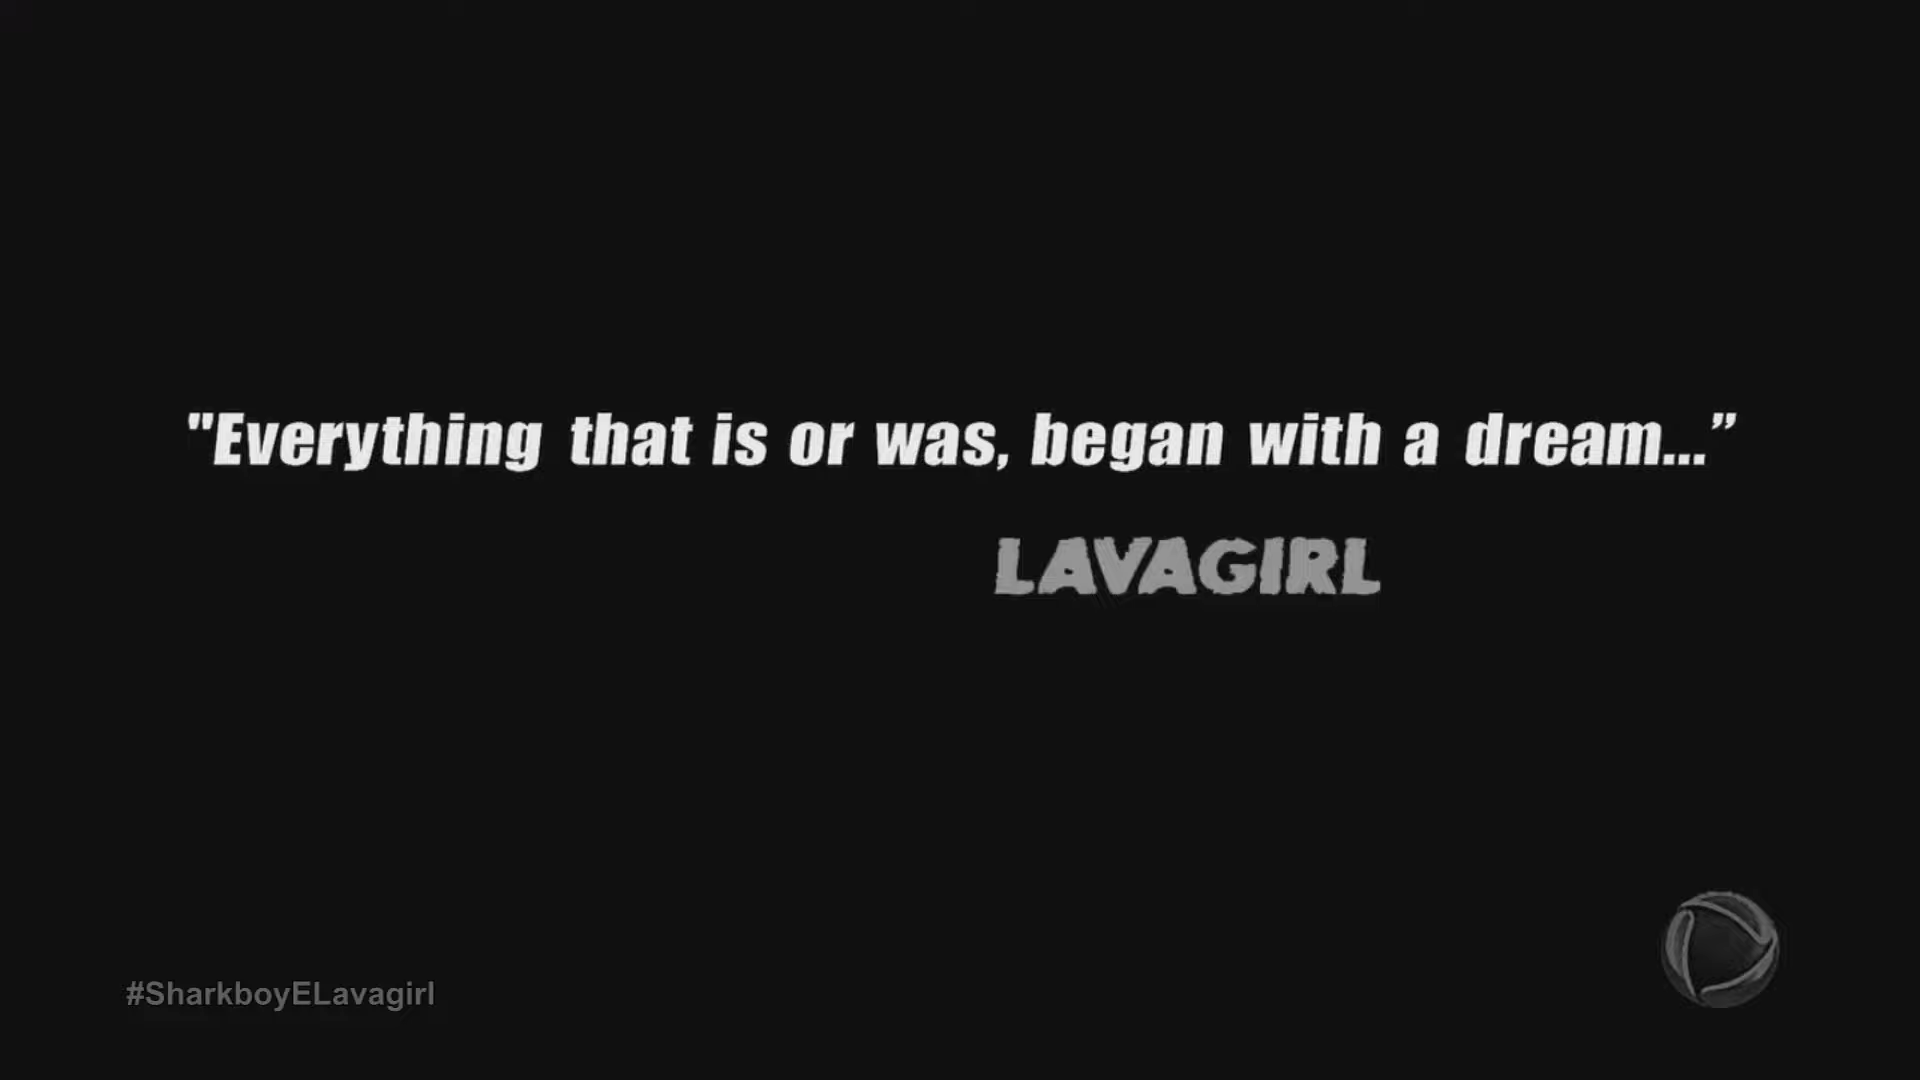 "Everything that is or was, began with a dream..."
LAVAGIRL
#SharkboyELavagirl